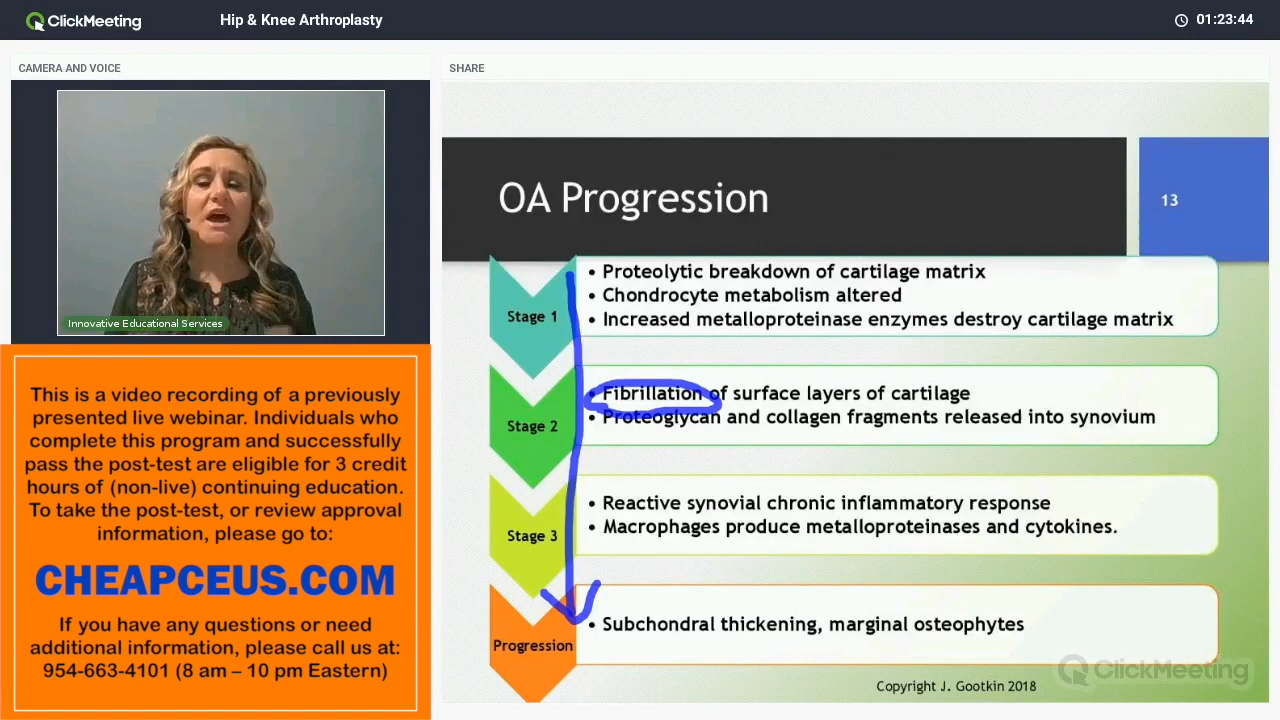 ClickMeeting
Hip & Knee Arthroplasty
01:23:44
CAMERA AND VOICE
SHARE
Innovative Educational Services
This is a video recording of a previously
presented live webinar. Individuals who
complete this program and successfully
pass the post-test are eligible for 3 credit
hours of (non-live) continuing education.
To take the post-test, or review approval
information, please go to:
CHEAPCEUS.COM
If you have any questions or need
additional information, please call us at:
954-663-4101 (8 am – 10 pm Eastern)
OA Progression
13
Stage 1
• Proteolytic breakdown of cartilage matrix
• Chondrocyte metabolism altered
• Increased metalloproteinase enzymes destroy cartilage matrix
Stage 2
• Fibrillation of surface layers of cartilage
• Proteoglycan and collagen fragments released into synovium
Stage 3
• Reactive synovial chronic inflammatory response
• Macrophages produce metalloproteinases and cytokines.
Progression
• Subchondral thickening, marginal osteophytes
ClickMeeting
Copyright J. Gootkin 2018